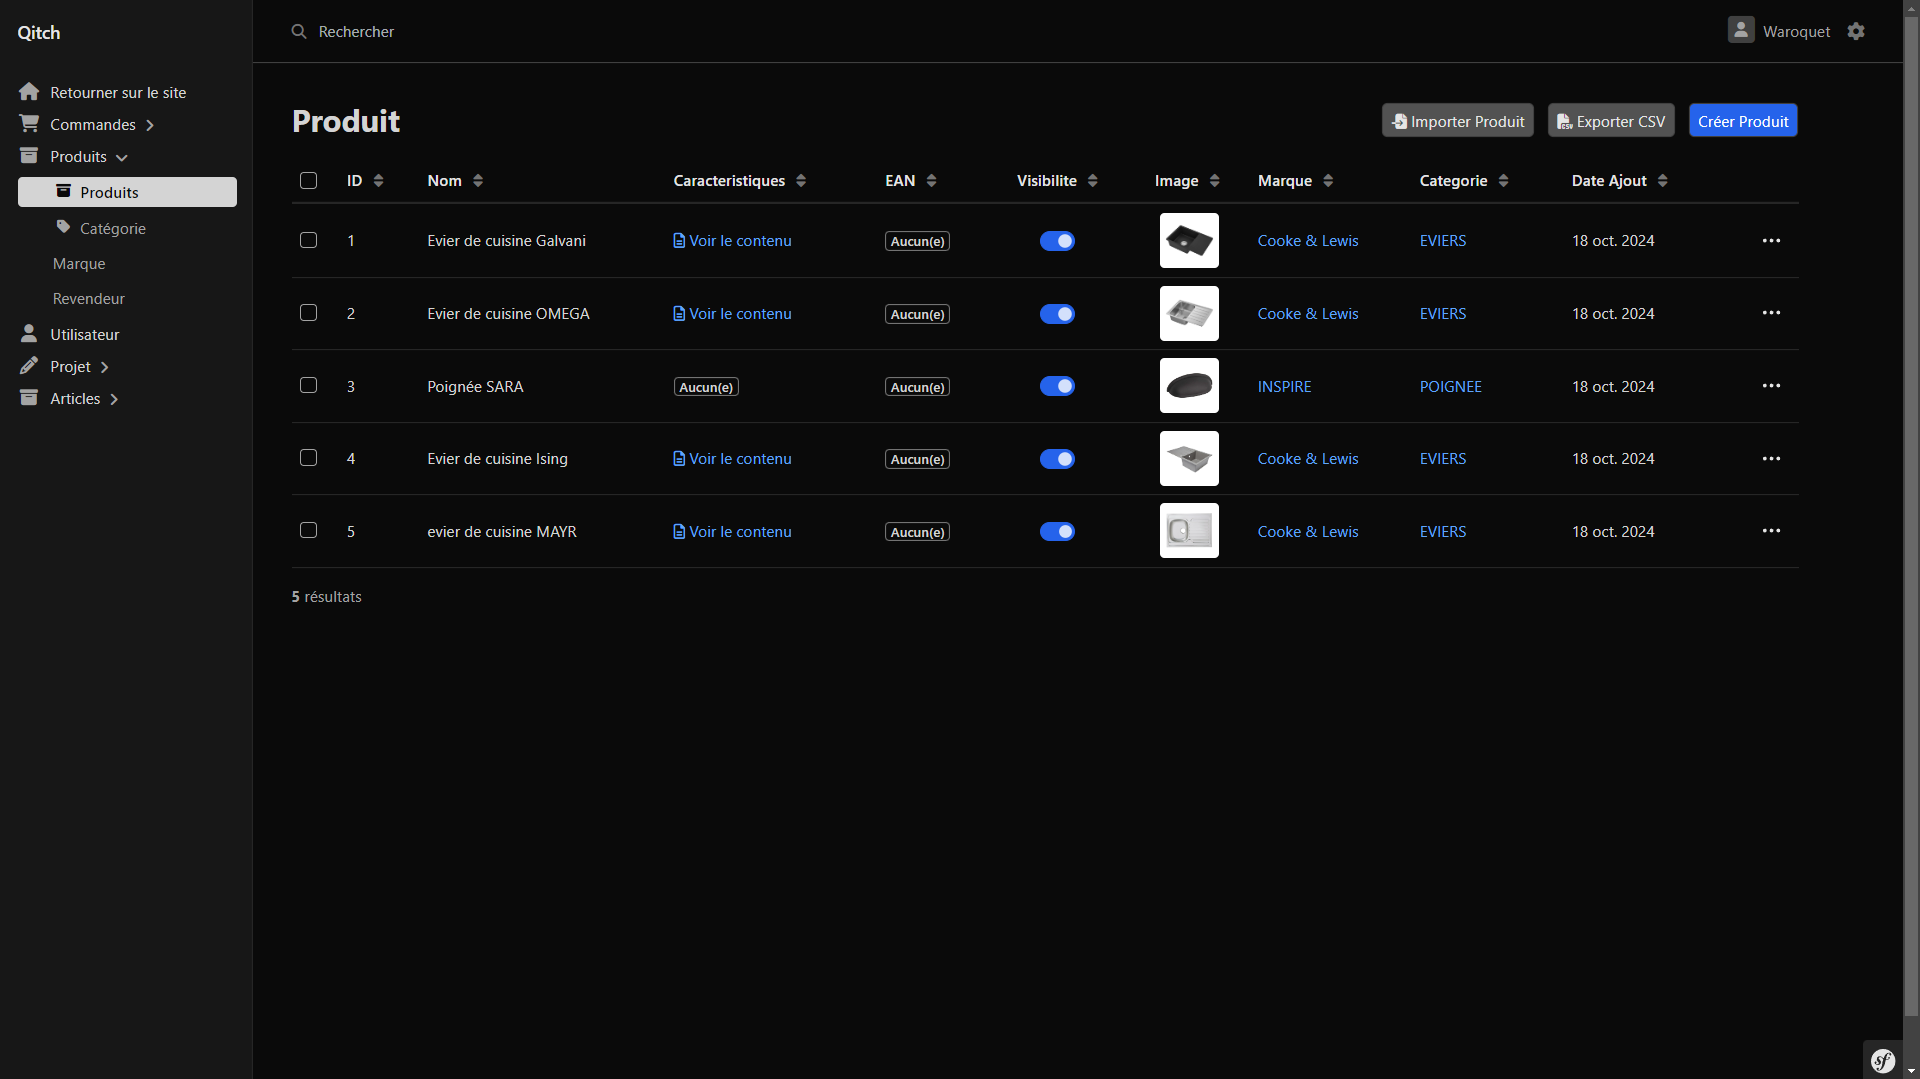 Qitch
Rechercher
Waroquet
Retourner sur le site
Commandes
Produits
Produits
Catégorie
Marque
Revendeur
Utilisateur
Projet
Articles
Produit
Importer Produit
Exporter CSV
Créer Produit
ID Nom Caracteristiques EAN Visibilite Image Marque Categorie Date Ajout
1 Evier de cuisine Galvani Voir le contenu Aucun(e) Cooke & Lewis EVIERS 18 oct. 2024
2 Evier de cuisine OMEGA Voir le contenu Aucun(e) Cooke & Lewis EVIERS 18 oct. 2024
3 Poignée SARA Aucun(e) Aucun(e) INSPIRE POIGNEE 18 oct. 2024
4 Evier de cuisine Ising Voir le contenu Aucun(e) Cooke & Lewis EVIERS 18 oct. 2024
5 evier de cuisine MAYR Voir le contenu Aucun(e) Cooke & Lewis EVIERS 18 oct. 2024
5 résultats
sf